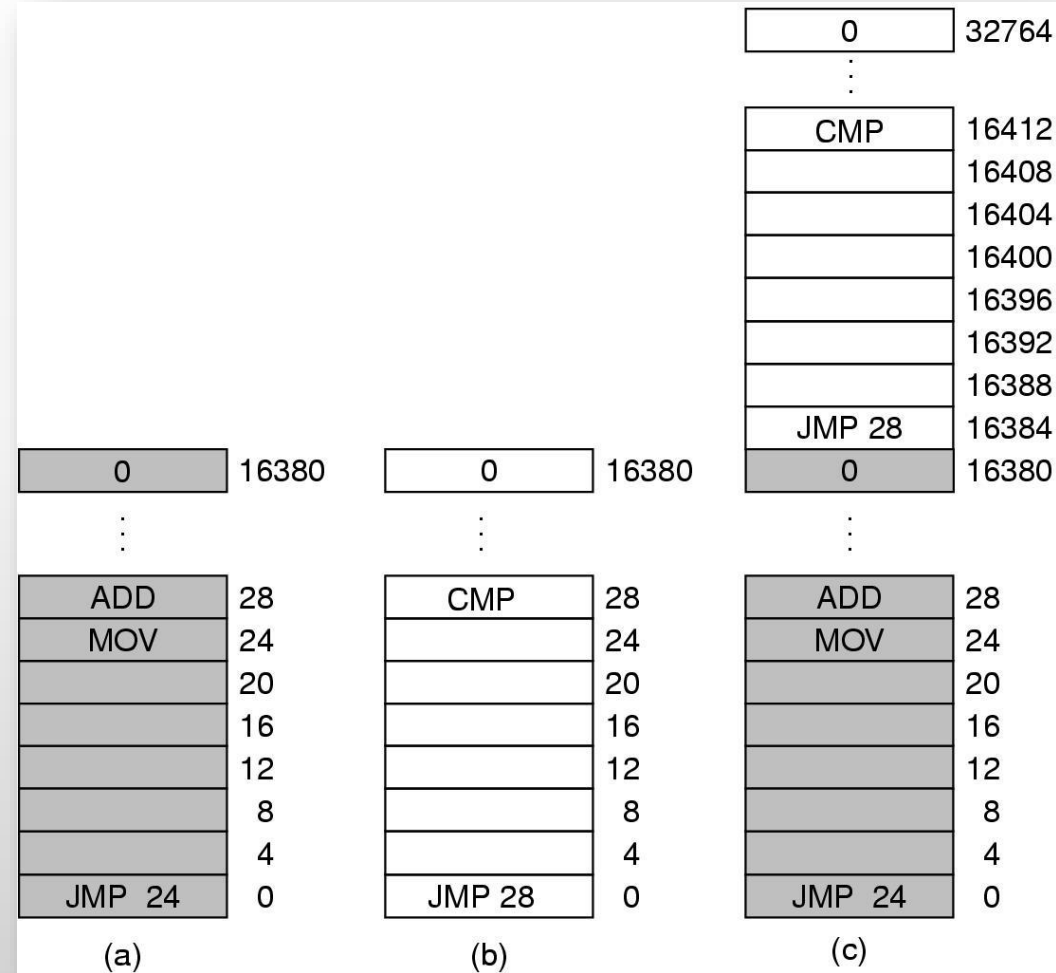 0 32764
⋮
CMP 16412
16408
16404
16400
16396
16392
16388
JMP 28 16384
0 16380 0 16380 0 16380
⋮ ⋮ ⋮
ADD 28 CMP 28 ADD 28
MOV 24 24 MOV 24
20 20 20
16 16 16
12 12 12
8 8 8
4 4 4
JMP 24 0 JMP 28 0 JMP 24 0
(a) (b) (c)